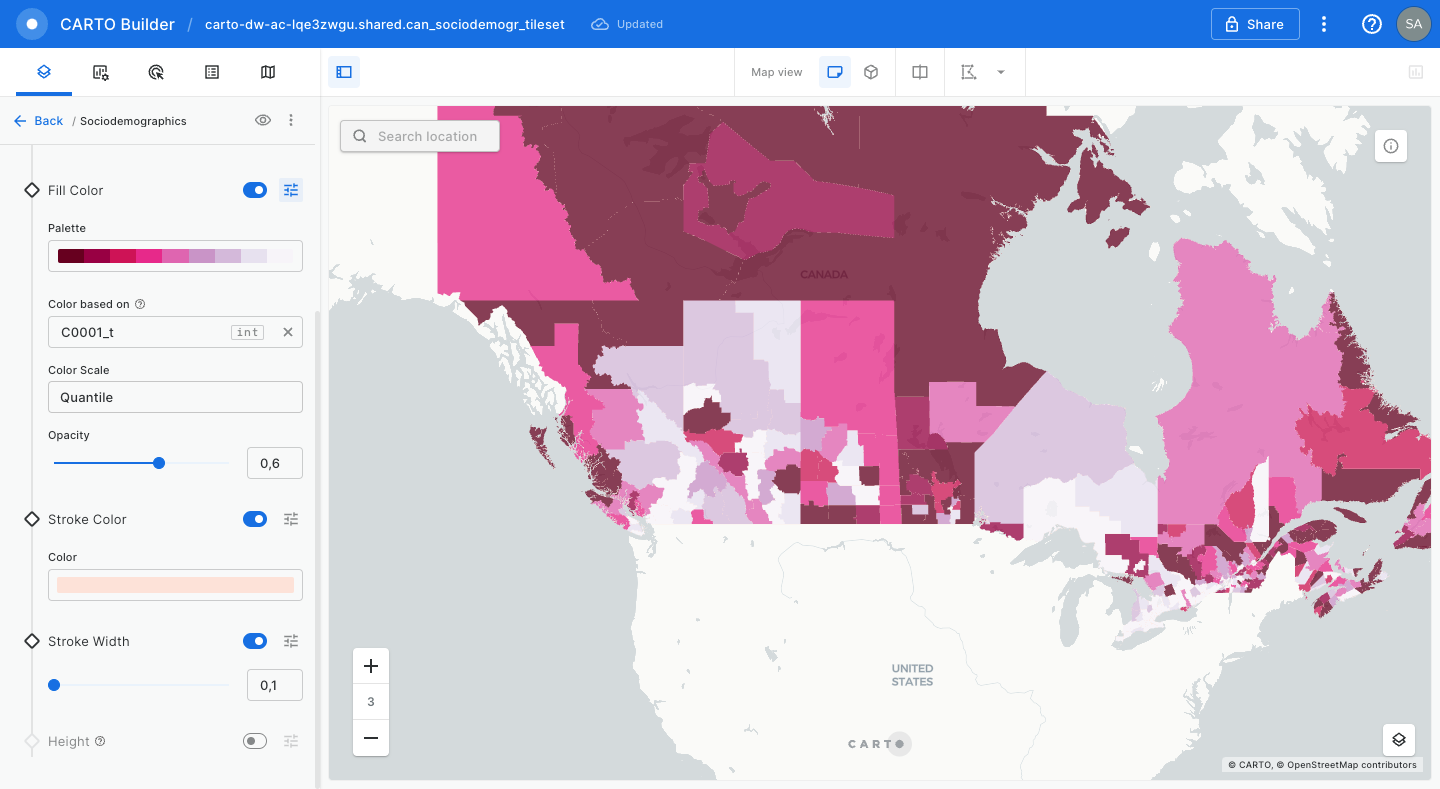 CARTO Builder / carto-dw-ac-lqe3zwgu.shared.can_sociodemogr_tileset Updated Share SA
Map view
Back / Sociodemographics
Search location
Fill Color
Palette
Color based on
C0001_t int
Color Scale
Quantile
Opacity
0,6
Stroke Color
Color
Stroke Width
0,1
Height
CANADA
UNITED
STATES
3
CARTO
© CARTO, © OpenStreetMap contributors